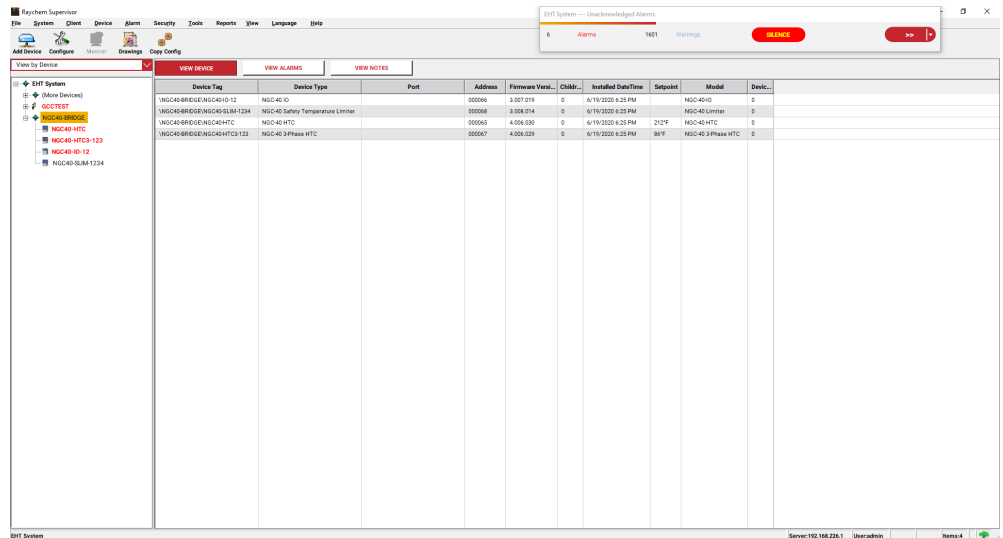 Raychem Supervisor
File System Client Device Alarm Security Tools Reports View Language Help
EHT System --- Unacknowledged Alarms
6 Alarms 1601 Warnings SILENCE >>
Add Device Configure Monitor Drawings Copy Config
View by Device
VIEW DEVICE VIEW ALARMS VIEW NOTES
EHT System
(More Devices)
GCCTEST
NGC40-BRIDGE
NGC40-HTC
NGC40-HTC3-123
NGC40-IO-12
NGC40-SLIM-1234
Device Tag Device Type Port Address Firmware Versi... Childr... Installed DateTime Setpoint Model Devic...
\NGC40-BRIDGE\NGC40-IO-12 NGC-40 IO 000066 3.007.019 0 6/19/2020 6:25 PM NGC-40-IO 0
\NGC40-BRIDGE\NGC40-SLIM-1234 NGC-40 Safety Temperature Limiter 000068 3.008.014 0 6/19/2020 6:25 PM NGC-40 Limiter 0
\NGC40-BRIDGE\NGC40-HTC NGC-40 HTC 000065 4.006.030 0 6/19/2020 6:25 PM 212°F NGC-40 HTC 0
\NGC40-BRIDGE\NGC40-HTC3-123 NGC-40 3-Phase HTC 000067 4.006.029 0 6/19/2020 6:25 PM 86°F NGC-40 3-Phase HTC 0
EHT System Server:192.168.226.1 User:admin Items:4